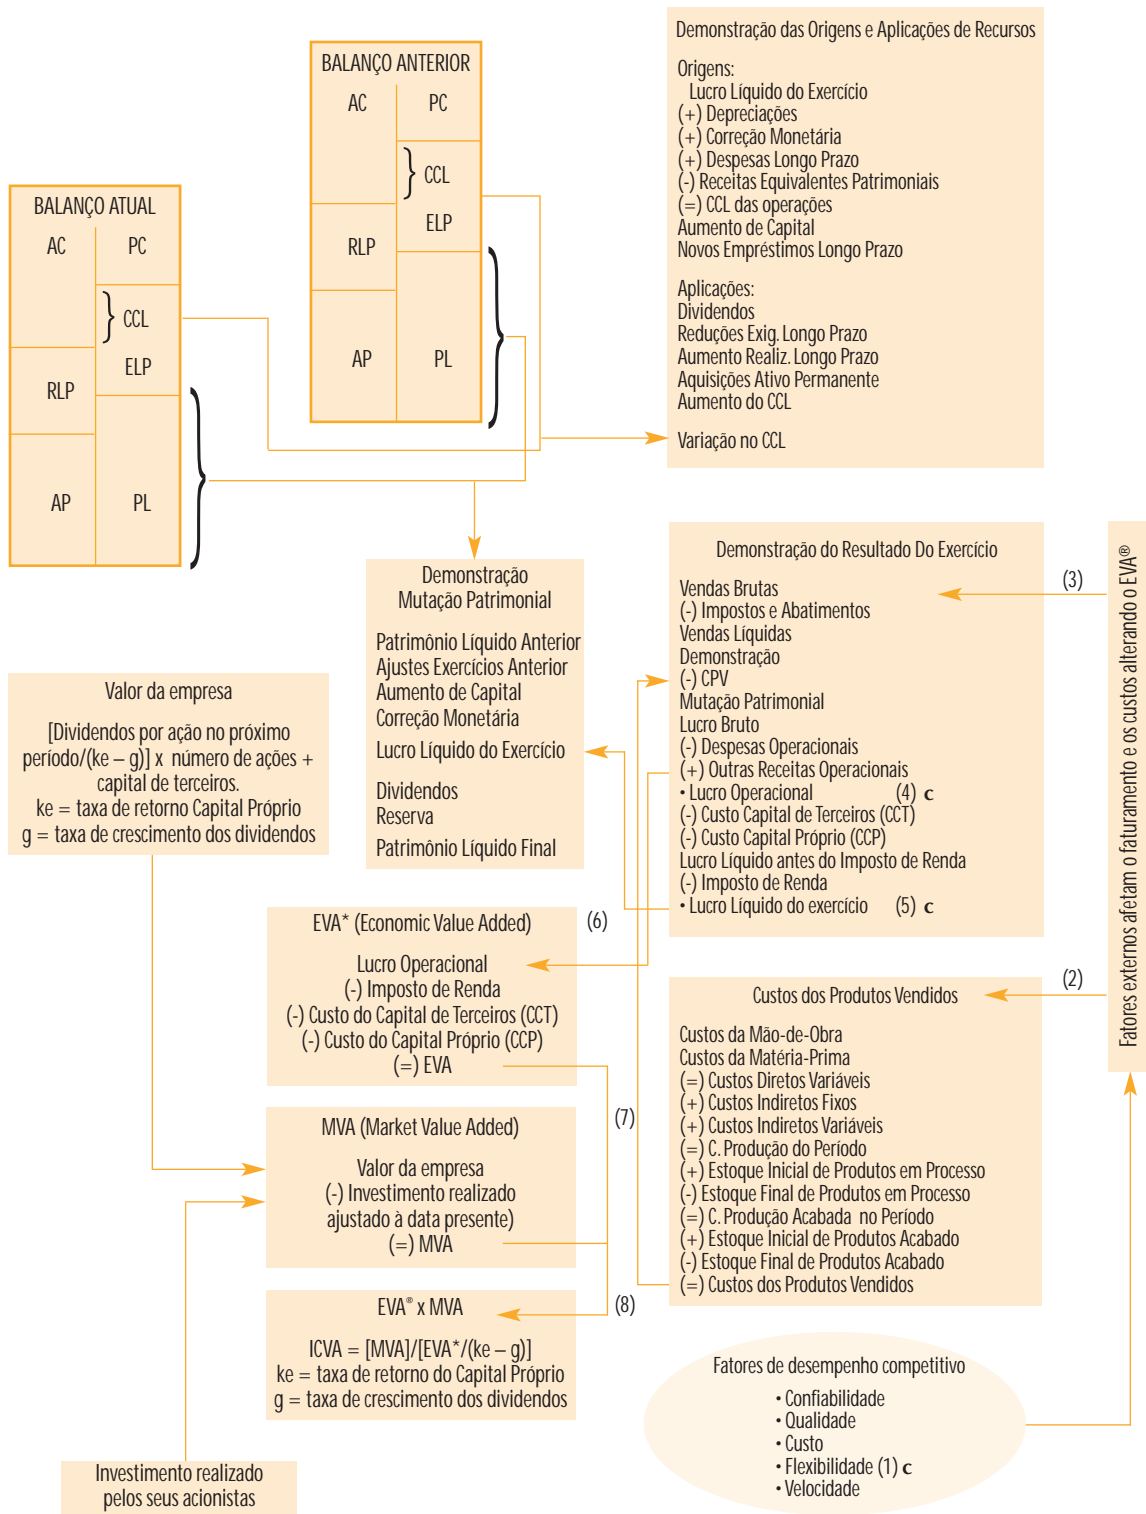 BALANÇO ANTERIOR
AC
PC
CCL
ELP
RLP
AP
PL
BALANÇO ATUAL
AC
PC
CCL
ELP
RLP
AP
PL
Demonstração das Origens e Aplicações de Recursos
Origens:
Lucro Líquido do Exercício
(+) Depreciações
(+) Correção Monetária
(+) Despesas Longo Prazo
(-) Receitas Equivalentes Patrimoniais
(=) CCL das operações
Aumento de Capital
Novos Empréstimos Longo Prazo
Aplicações:
Dividendos
Reduções Exig. Longo Prazo
Aumento Realiz. Longo Prazo
Aquisições Ativo Permanente
Aumento do CCL
Variação no CCL
Demonstração
Mutação Patrimonial
Patrimônio Líquido Anterior
Ajustes Exercícios Anterior
Aumento de Capital
Correção Monetária
Lucro Líquido do Exercício
Dividendos
Reserva
Patrimônio Líquido Final
Demonstração do Resultado Do Exercício
Vendas Brutas
(-) Impostos e Abatimentos
Vendas Líquidas
Demonstração
(-) CPV
Mutação Patrimonial
Lucro Bruto
(-) Despesas Operacionais
(+) Outras Receitas Operacionais
• Lucro Operacional (4) c
(-) Custo Capital de Terceiros (CCT)
(-) Custo Capital Próprio (CCP)
Lucro Líquido antes do Imposto de Renda
(-) Imposto de Renda
• Lucro Líquido do exercício (5) c
(3)
Fatores externos afetam o faturamento e os custos alterando o EVA®
Valor da empresa
[Dividendos por ação no próximo
período/(ke – g)] x número de ações +
capital de terceiros.
ke = taxa de retorno Capital Próprio
g = taxa de crescimento dos dividendos
EVA* (Economic Value Added)
Lucro Operacional
(-) Imposto de Renda
(-) Custo do Capital de Terceiros (CCT)
(-) Custo do Capital Próprio (CCP)
(=) EVA
(6)
(2)
Custos dos Produtos Vendidos
Custos da Mão-de-Obra
Custos da Matéria-Prima
(=) Custos Diretos Variáveis
(+) Custos Indiretos Fixos
(+) Custos Indiretos Variáveis
(=) C. Produção do Período
(+) Estoque Inicial de Produtos em Processo
(-) Estoque Final de Produtos em Processo
(=) C. Produção Acabada no Período
(+) Estoque Inicial de Produtos Acabado
(-) Estoque Final de Produtos Acabado
(=) Custos dos Produtos Vendidos
(7)
MVA (Market Value Added)
Valor da empresa
(-) Investimento realizado
ajustado à data presente)
(=) MVA
(8)
EVA® x MVA
ICVA = [MVA]/[EVA*/(ke – g)]
ke = taxa de retorno do Capital Próprio
g = taxa de crescimento dos dividendos
Fatores de desempenho competitivo
• Confiabilidade
• Qualidade
• Custo
• Flexibilidade (1) c
• Velocidade
Investimento realizado
pelos seus acionistas